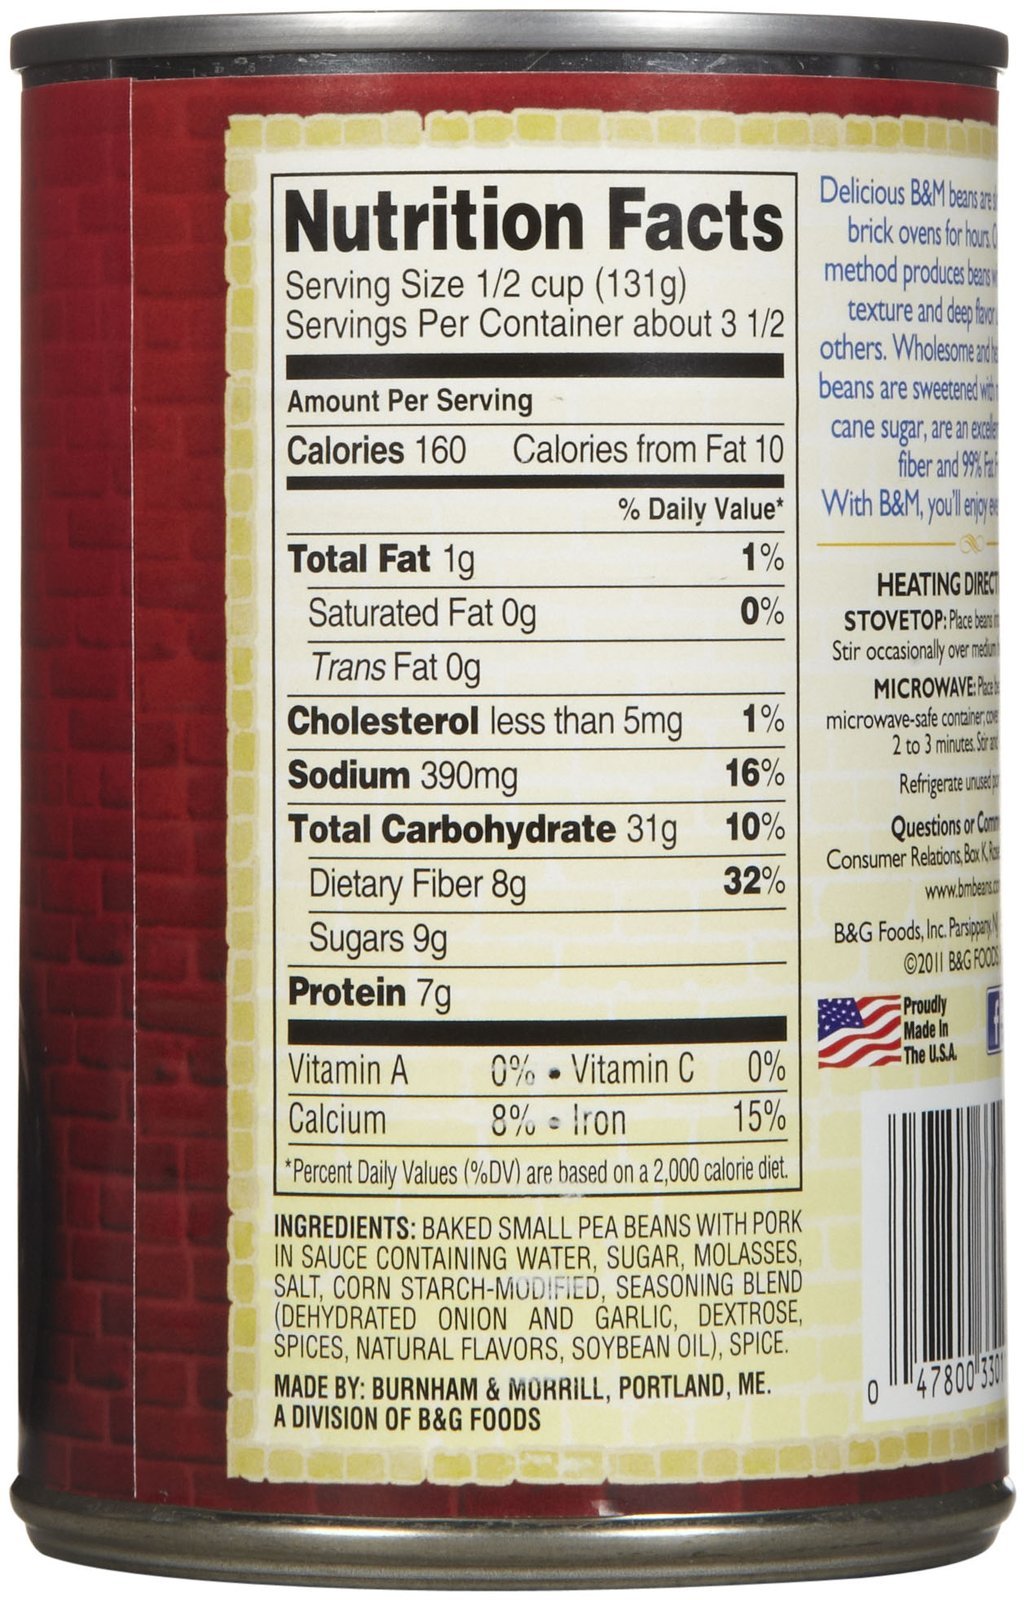 Nutrition Facts
Serving Size 1/2 cup (131g)
Servings Per Container about 3 1/2
Amount Per Serving
Calories 160 Calories from Fat 10
% Daily Value*
Total Fat 1g 1%
Saturated Fat 0g 0%
Trans Fat 0g
Cholesterol less than 5mg 1%
Sodium 390mg 16%
Total Carbohydrate 31g 10%
Dietary Fiber 8g 32%
Sugars 9g
Protein 7g
Vitamin A 0% • Vitamin C 0%
Calcium 8% • Iron 15%
*Percent Daily Values (%DV) are based on a 2,000 calorie diet.
INGREDIENTS: BAKED SMALL PEA BEANS WITH PORK
IN SAUCE CONTAINING WATER, SUGAR, MOLASSES,
SALT, CORN STARCH-MODIFIED, SEASONING BLEND
(DEHYDRATED ONION AND GARLIC, DEXTROSE,
SPICES, NATURAL FLAVORS, SOYBEAN OIL), SPICE.
MADE BY: BURNHAM & MORRILL, PORTLAND, ME.
A DIVISION OF B&G FOODS
Delicious B&M beans are
brick ovens for hours.
method produces beans
texture and deep flavor
others. Wholesome and
beans are sweetened with
cane sugar, are an
fiber and 99% Fat
With B&M, you'll enjoy
HEATING
STOVETOP: Place beans
Stir occasionally over medium
MICROWAVE: Place
microwave-safe container;
2 to 3 minutes. Stir and
Refrigerate unused
Questions or
Consumer Relations, Box K,
www.bmbeans.
B&G Foods, Inc. Parsippany,
©2011 B&G FOODS
Proudly
Made In
The U.S.A.
f
0 47800 330